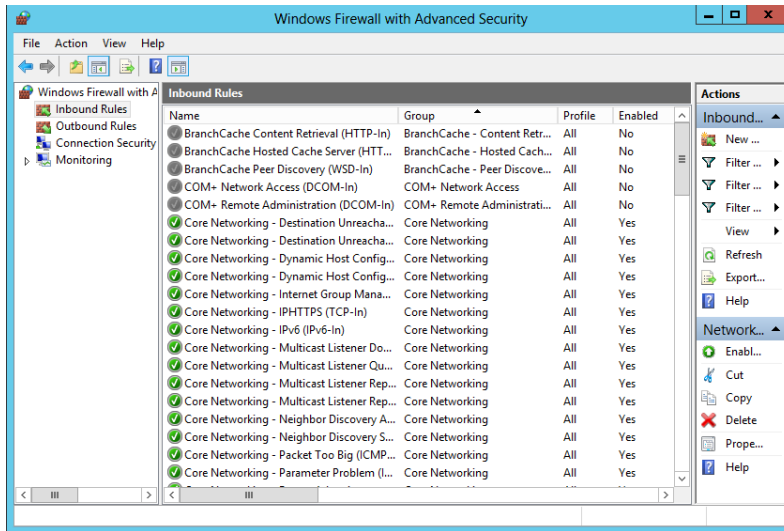 Windows Firewall with Advanced Security
File Action View Help
Windows Firewall with A
Inbound Rules
Outbound Rules
Connection Security
Monitoring
Inbound Rules
Name Group Profile Enabled
BranchCache Content Retrieval (HTTP-In) BranchCache - Content Retr... All No
BranchCache Hosted Cache Server (HTT... BranchCache - Hosted Cach... All No
BranchCache Peer Discovery (WSD-In) BranchCache - Peer Discove... All No
COM+ Network Access (DCOM-In) COM+ Network Access All No
COM+ Remote Administration (DCOM-In) COM+ Remote Administrati... All No
Core Networking - Destination Unreacha... Core Networking All Yes
Core Networking - Destination Unreacha... Core Networking All Yes
Core Networking - Dynamic Host Config... Core Networking All Yes
Core Networking - Dynamic Host Config... Core Networking All Yes
Core Networking - Internet Group Mana... Core Networking All Yes
Core Networking - IPHTTPS (TCP-In) Core Networking All Yes
Core Networking - IPv6 (IPv6-In) Core Networking All Yes
Core Networking - Multicast Listener Do... Core Networking All Yes
Core Networking - Multicast Listener Qu... Core Networking All Yes
Core Networking - Multicast Listener Rep... Core Networking All Yes
Core Networking - Multicast Listener Rep... Core Networking All Yes
Core Networking - Neighbor Discovery A... Core Networking All Yes
Core Networking - Neighbor Discovery S... Core Networking All Yes
Core Networking - Packet Too Big (ICMP... Core Networking All Yes
Core Networking - Parameter Problem (I... Core Networking All Yes
Actions
Inbound...
New ...
Filter ...
Filter ...
Filter ...
View
Refresh
Export...
Help
Network...
Enabl...
Cut
Copy
Delete
Prope...
Help